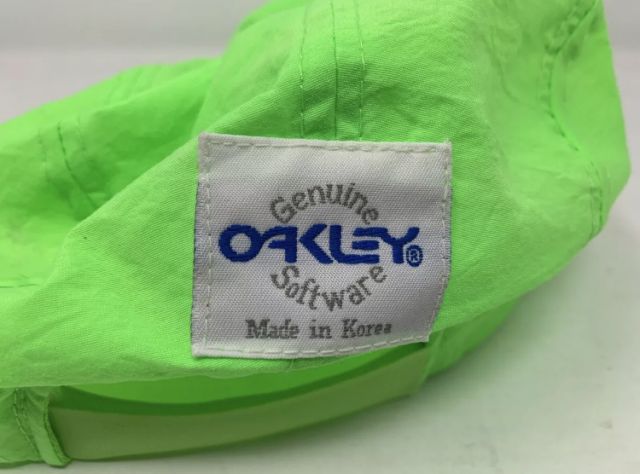 Genuine
OAKLEY®
Software
Made in Korea